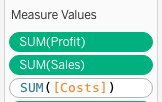 Measure Values
SUM(Profit)
SUM(Sales)
SUM([Costs])